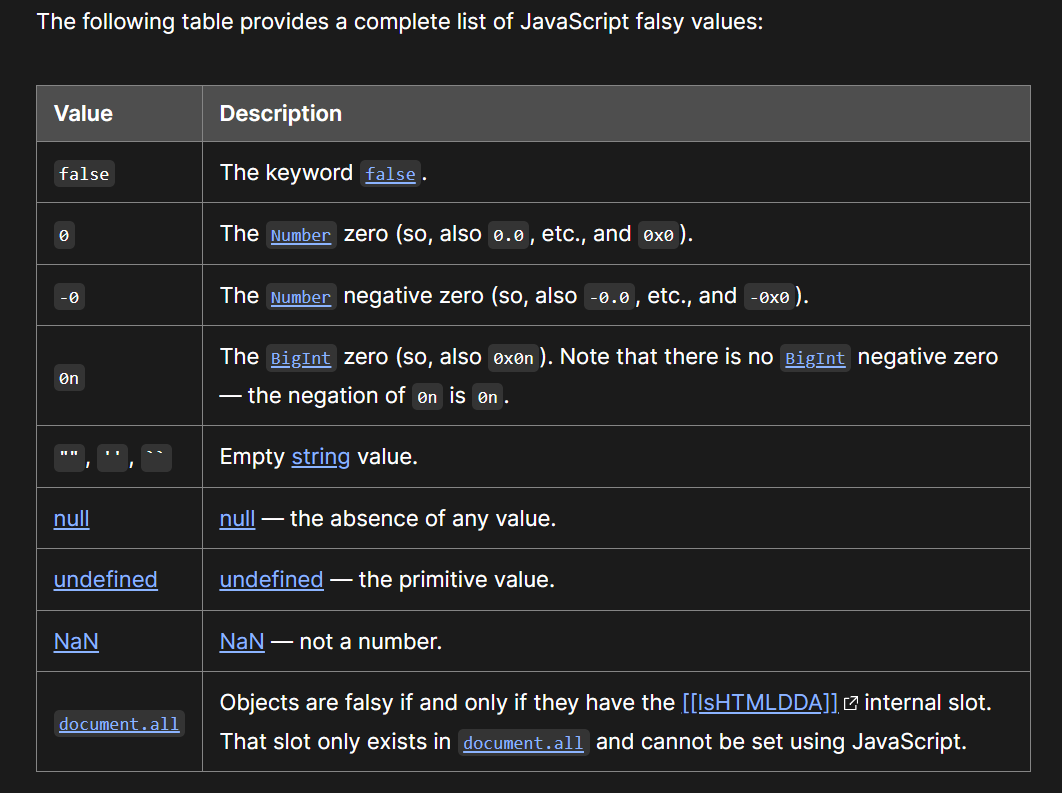 The following table provides a complete list of JavaScript falsy values:
Value Description
false The keyword false.
0 The Number zero (so, also 0.0, etc., and 0x0).
-0 The Number negative zero (so, also -0.0, etc., and -0x0).
0n The BigInt zero (so, also 0x0n). Note that there is no BigInt negative zero
— the negation of 0n is 0n.
"", '', `` Empty string value.
null null — the absence of any value.
undefined undefined — the primitive value.
NaN NaN — not a number.
document.all Objects are falsy if and only if they have the [[IsHTMLDDA]] internal slot.
That slot only exists in document.all and cannot be set using JavaScript.